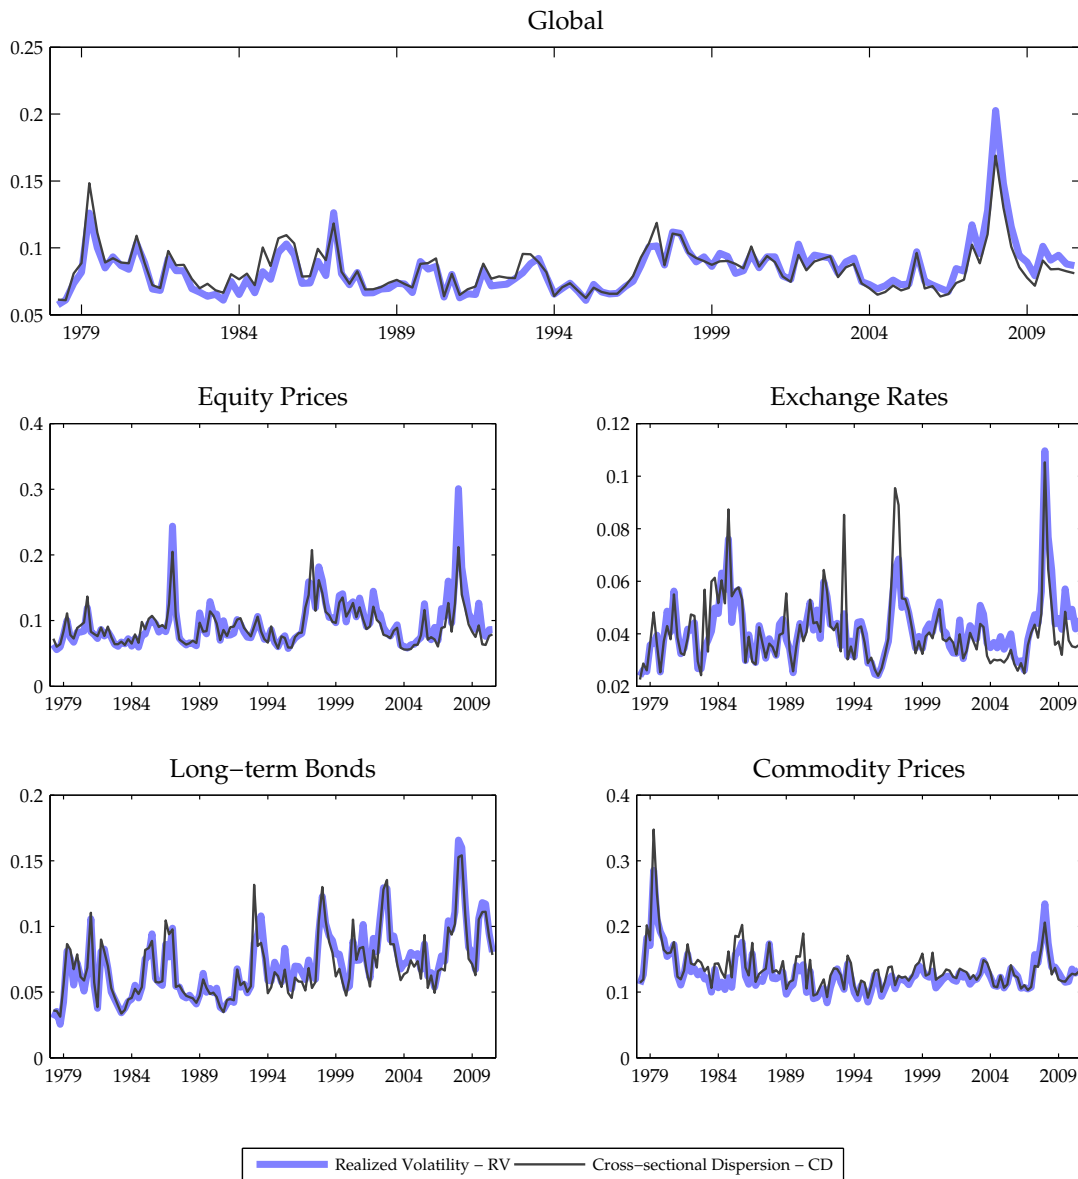 Global
0.25
0.2
0.15
0.1
0.05
1979 1984 1989 1994 1999 2004 2009
Equity Prices
0.4
0.3
0.2
0.1
0
1979 1984 1989 1994 1999 2004 2009
Exchange Rates
0.12
0.1
0.08
0.06
0.04
0.02
1979 1984 1989 1994 1999 2004 2009
Long-term Bonds
0.2
0.15
0.1
0.05
0
1979 1984 1989 1994 1999 2004 2009
Commodity Prices
0.4
0.3
0.2
0.1
0
1979 1984 1989 1994 1999 2004 2009
Realized Volatility - RV Cross-sectional Dispersion - CD